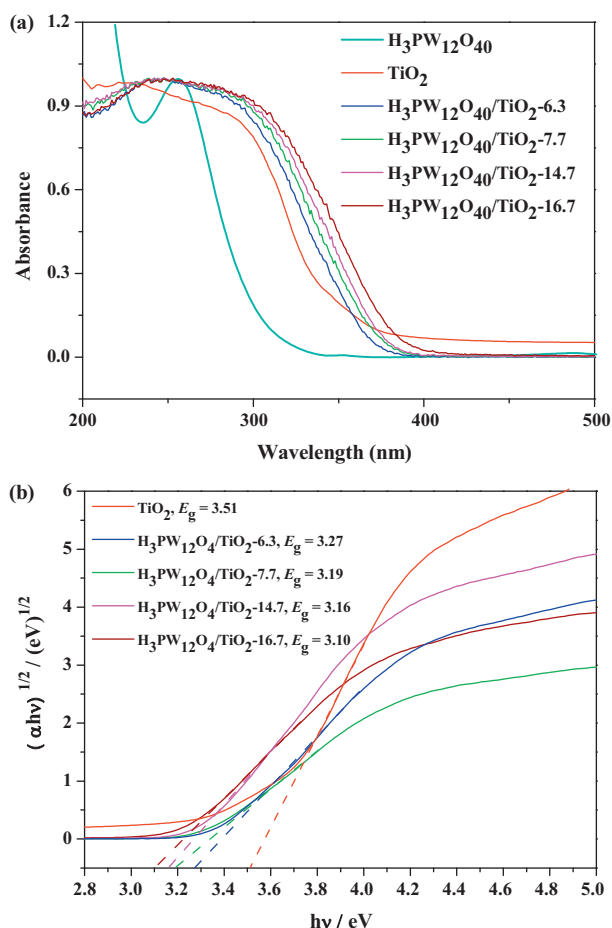 (a)
1.2
0.9
0.6
0.3
0.0
Absorbance
H3PW12O40
TiO2
H3PW12O40/TiO2-6.3
H3PW12O40/TiO2-7.7
H3PW12O40/TiO2-14.7
H3PW12O40/TiO2-16.7
200 300 400 500
Wavelength (nm)
(b)
6
5
4
3
2
1
0
(αhν) 1/2 / (eV)1/2
TiO2, Eg = 3.51
H3PW12O4/TiO2-6.3, Eg = 3.27
H3PW12O4/TiO2-7.7, Eg = 3.19
H3PW12O4/TiO2-14.7, Eg = 3.16
H3PW12O4/TiO2-16.7, Eg = 3.10
2.8 3.0 3.2 3.4 3.6 3.8 4.0 4.2 4.4 4.6 4.8 5.0
hν / eV